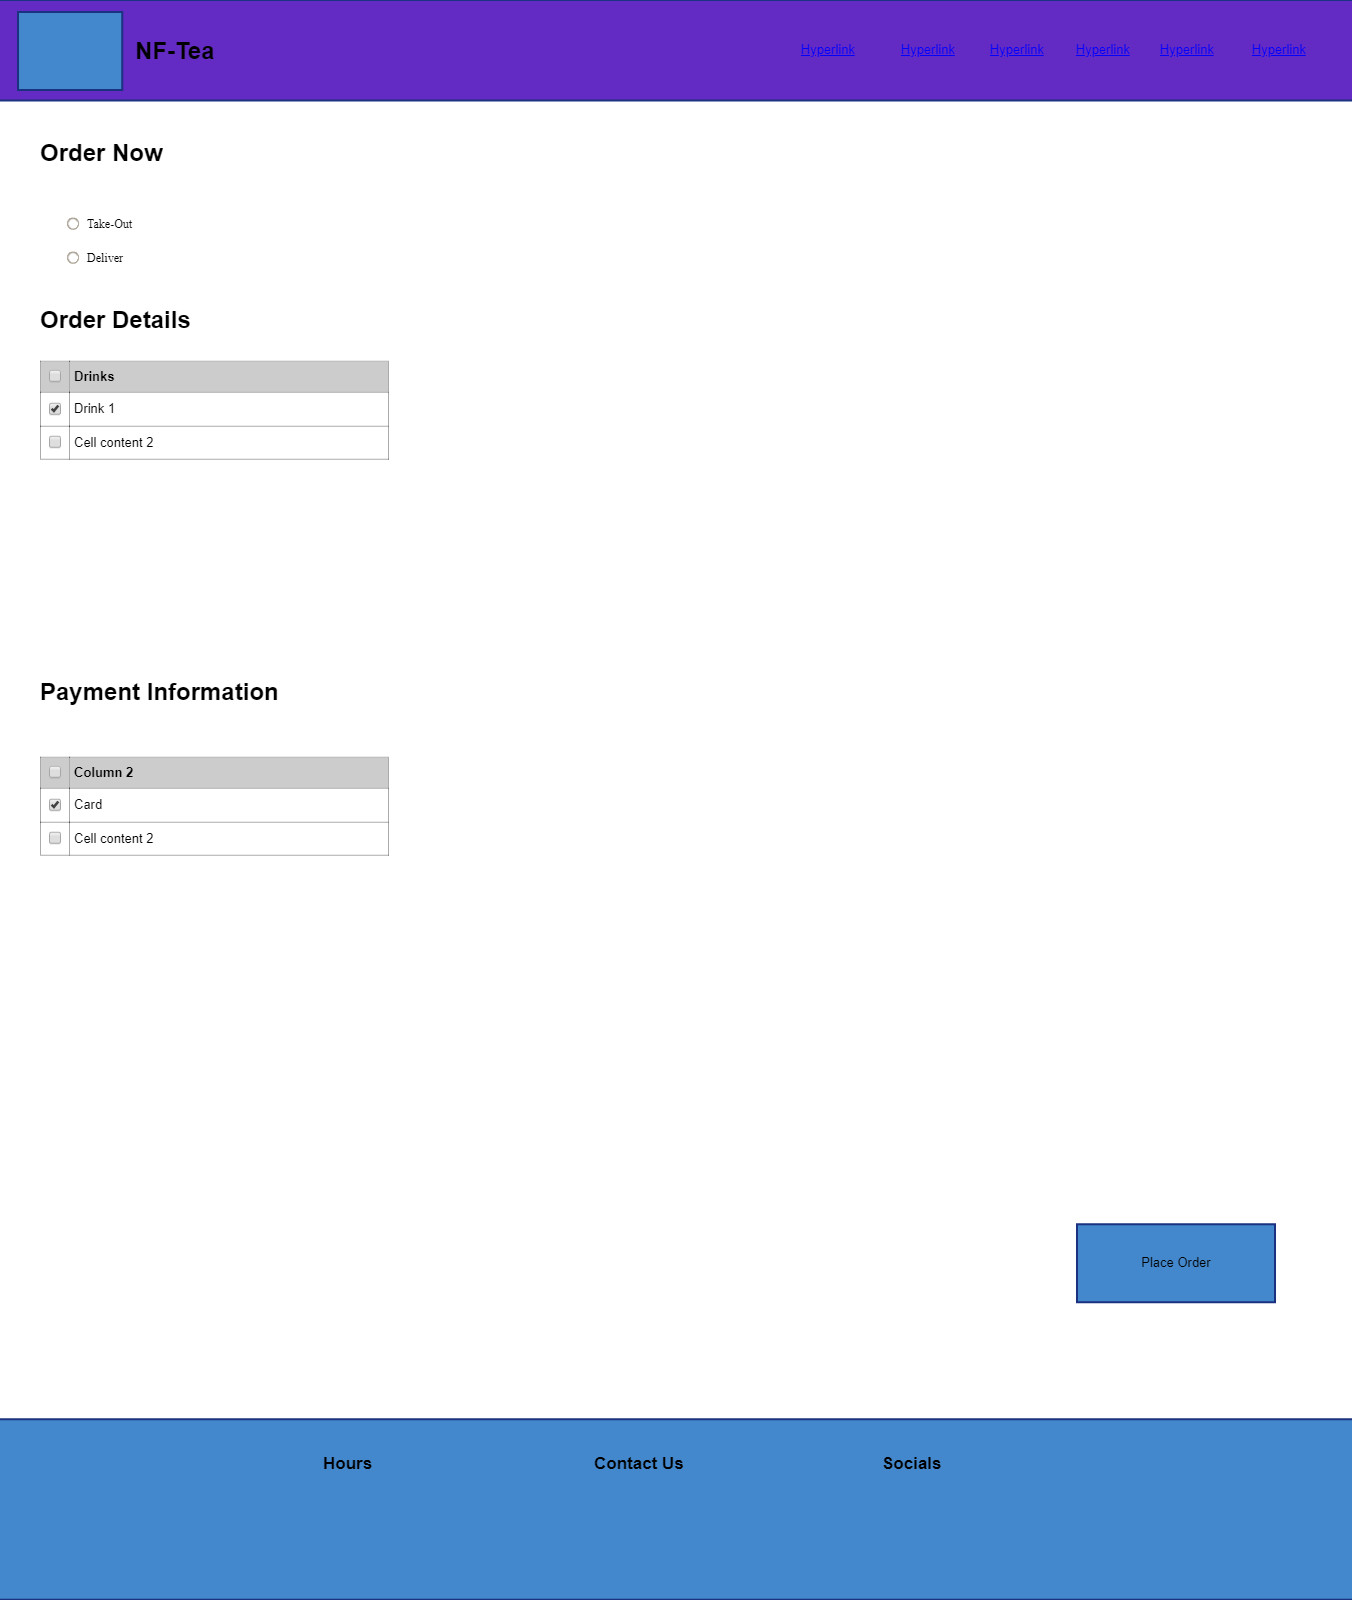 NF-Tea
Hyperlink Hyperlink Hyperlink Hyperlink Hyperlink Hyperlink
Order Now
Take-Out
Deliver
Order Details
Drinks
Drink 1
Cell content 2
Payment Information
Column 2
Card
Cell content 2
Place Order
Hours Contact Us Socials